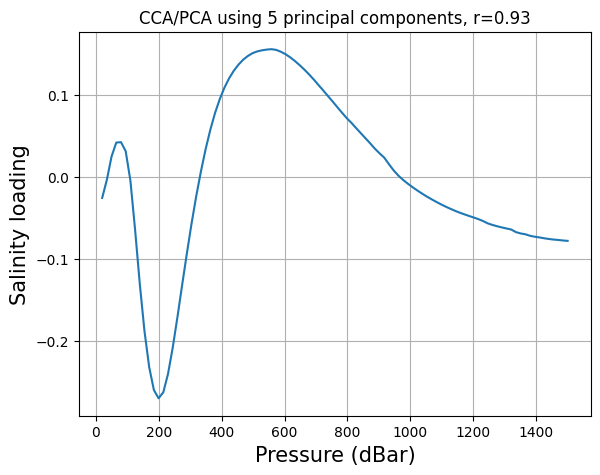 CCA/PCA using 5 principal components, r=0.93
0.1
0.0
−0.1
−0.2
Salinity loading
0 200 400 600 800 1000 1200 1400
Pressure (dBar)